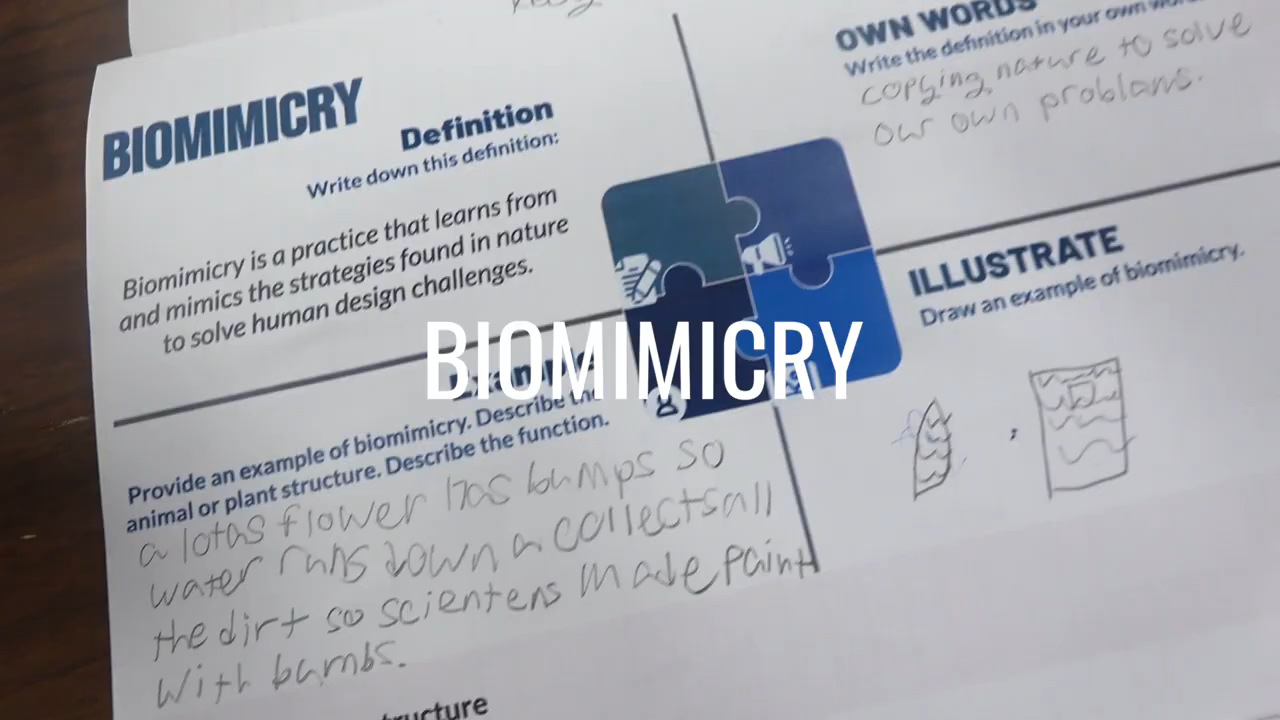 BIOMIMICRY
Definition
Write down this definition:
Biomimicry is a practice that learns from
and mimics the strategies found in nature
to solve human design challenges.
OWN WORDS
Write the definition in your own words
copying nature to solve
our own problams.
Example
Provide an example of biomimicry. Describe the
animal or plant structure. Describe the function.
a lotas flower has bumps so
water runs down a collects all
the dirt so scientens made paint
with bumbs.
ILLUSTRATE
Draw an example of biomimicry.
BIOMIMICRY